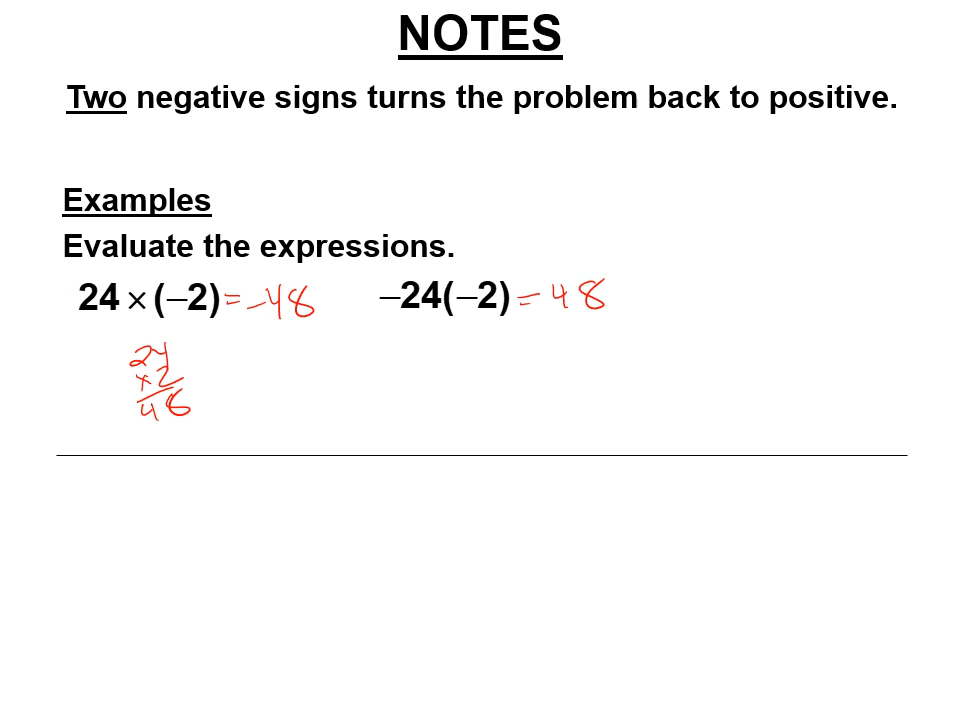 NOTES
Two negative signs turns the problem back to positive.
Examples
Evaluate the expressions.
24 × (–2) = –48
–24(–2) = 48
24
×2
48